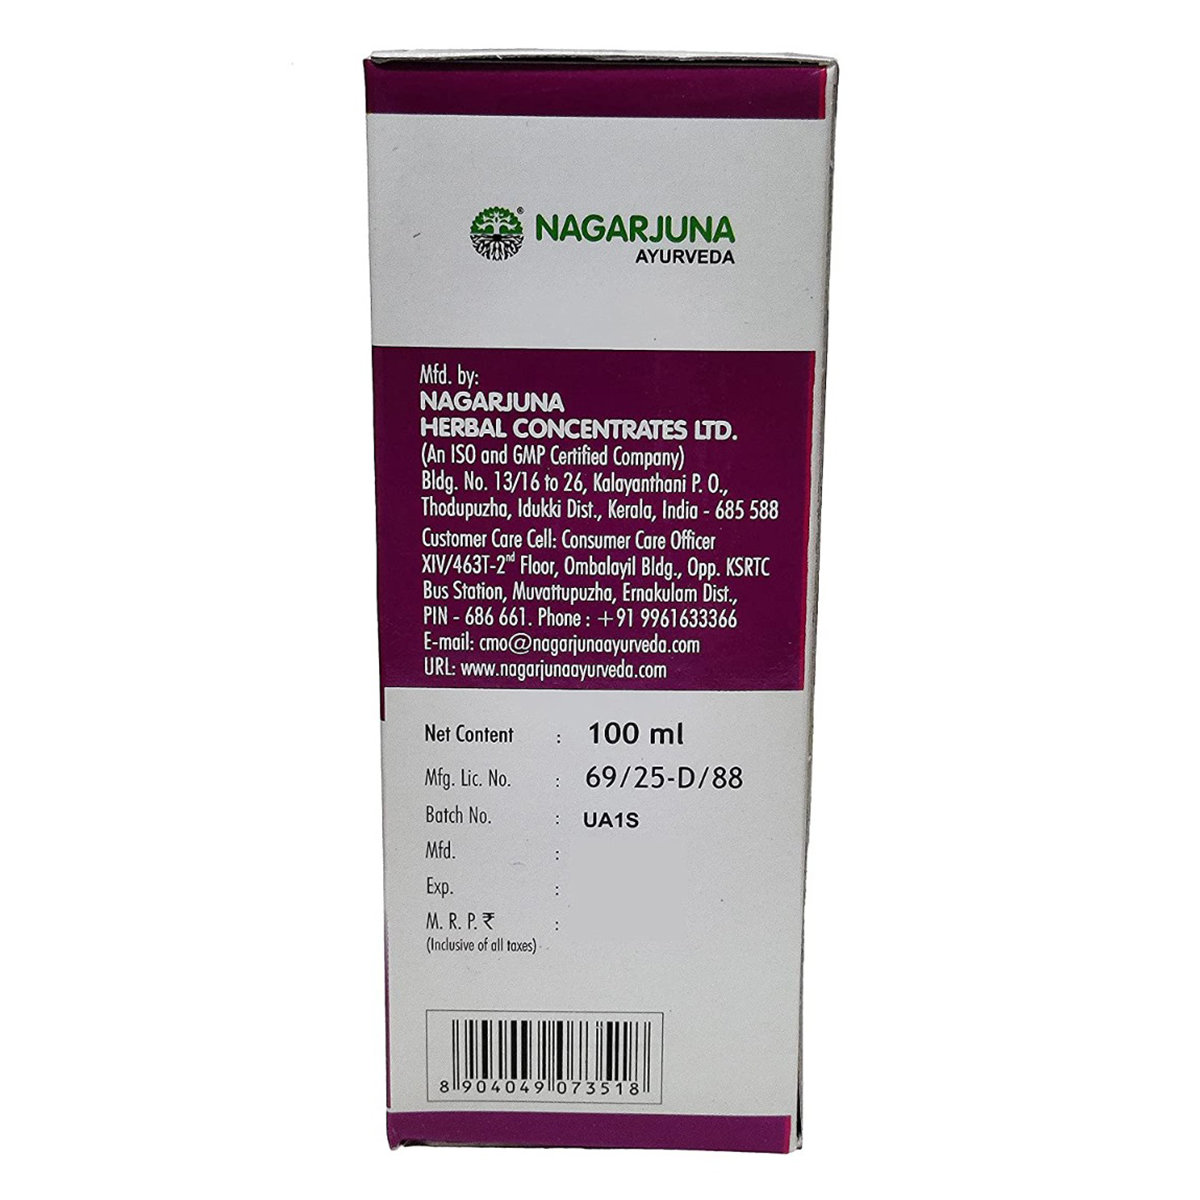 ®
NAGARJUNA
AYURVEDA
Mfd. by:
NAGARJUNA
HERBAL CONCENTRATES LTD.
(An ISO and GMP Certified Company)
Bldg. No. 13/16 to 26, Kalayanthani P. O.,
Thodupuzha, Idukki Dist., Kerala, India - 685 588
Customer Care Cell: Consumer Care Officer
XIV/463T-2nd Floor, Ombalayil Bldg., Opp. KSRTC
Bus Station, Muvattupuzha, Ernakulam Dist.,
PIN - 686 661. Phone : +91 9961633366
E-mail: cmo@nagarjunaayurveda.com
URL: www.nagarjunaayurveda.com
Net Content : 100 ml
Mfg. Lic. No. : 69/25-D/88
Batch No. : UA1S
Mfd. :
Exp. :
M. R. P. ₹ :
(Inclusive of all taxes)
8 904049 073518